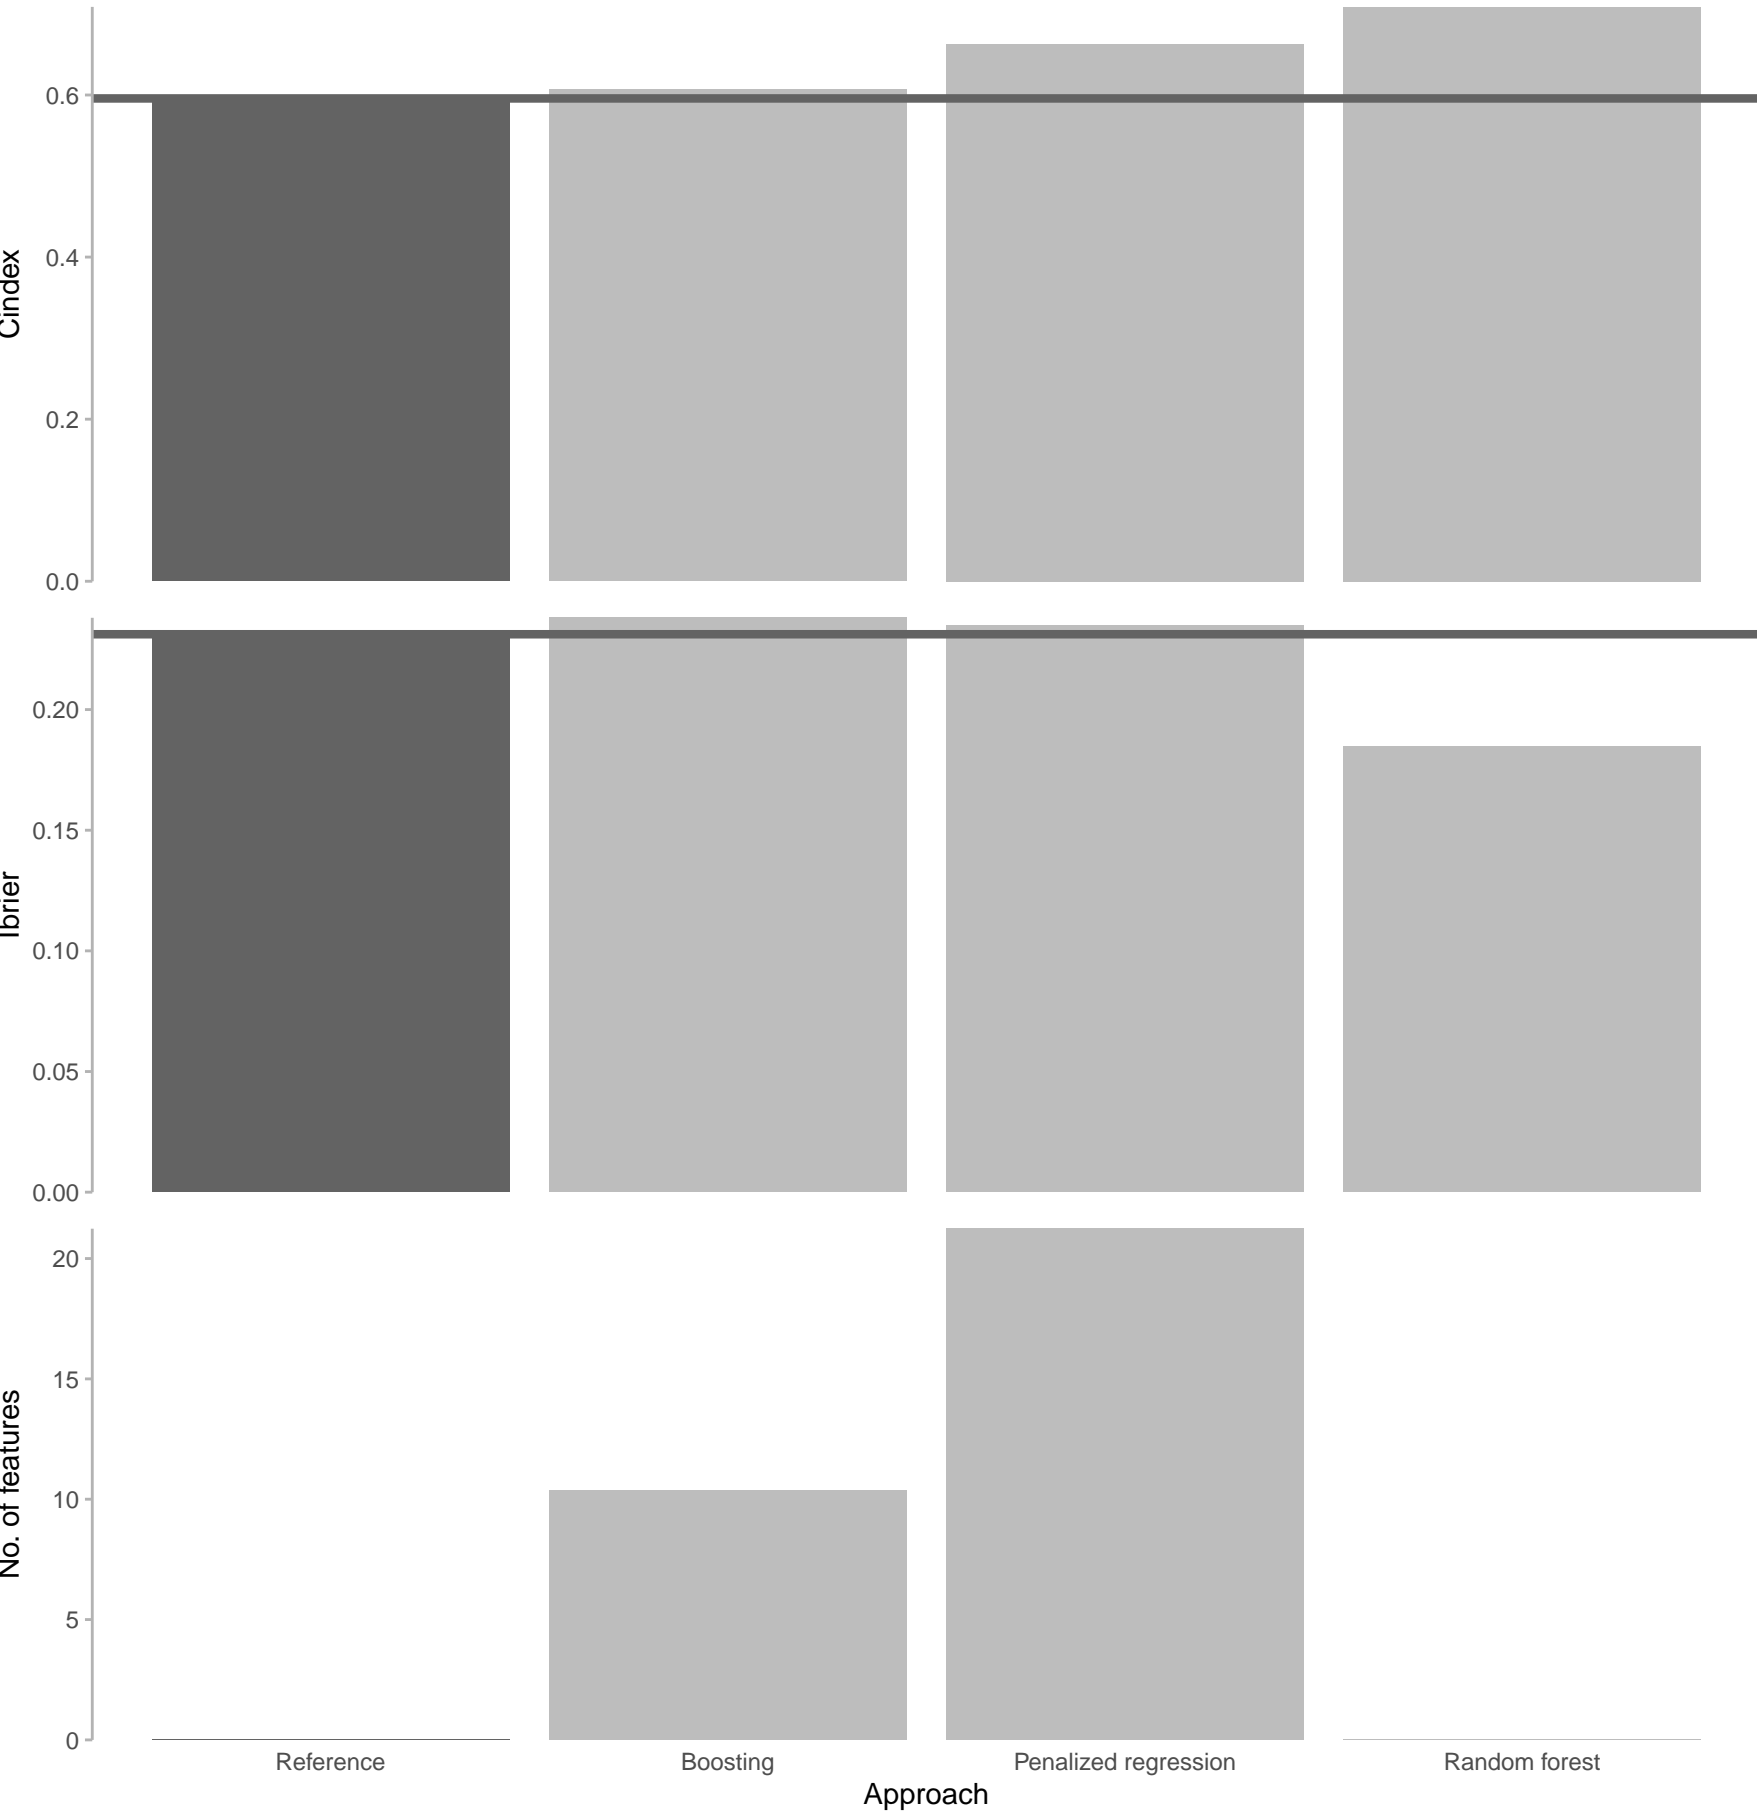 Cindex
0.6
0.4
0.2
0.0
Ibrier
0.20
0.15
0.10
0.05
0.00
No. of features
20
15
10
5
0
Reference Boosting Penalized regression Random forest
Approach